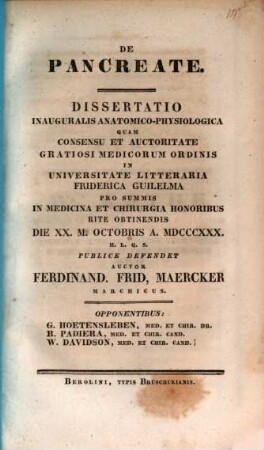 DE
PANCREATE.
DISSERTATIO
INAUGURALIS ANATOMICO-PHYSIOLOGICA
QUAM
CONSENSU ET AUCTORITATE
GRATIOSI MEDICORUM ORDINIS
IN
UNIVERSITATE LITTERARIA
FRIDERICA GUILELMA
PRO SUMMIS
IN MEDICINA ET CHIRURGIA HONORIBUS
RITE OBTINENDIS
DIE XX. M. OCTOBRIS A. MDCCCXXX.
H. L. Q. S.
PUBLICE DEFENDET
AUCTOR
FERDINAND. FRID. MAERCKER
MARCHICUS.
OPPONENTIBUS:
G. HOETENSLEBEN, MED. ET CHIR. DR.
R. PADIERA, MED. ET CHIR. CAND.
W. DAVIDSON, MED. ET CHIR. CAND.
BEROLINI, TYPIS BRUSCHCKIANIS.